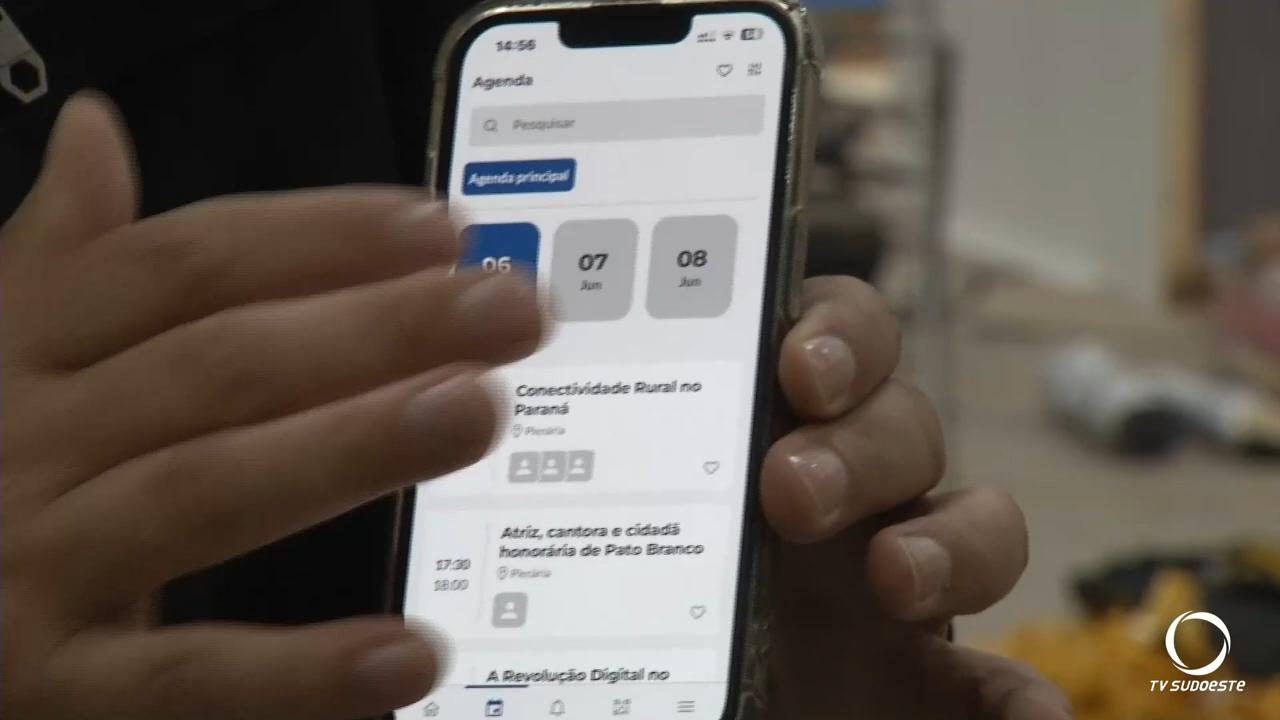 14:56
Agenda
Pesquisar
Agenda principal
06
07
Jun
08
Jun
Conectividade Rural no
Paraná
Plenária
Atriz, cantora e cidadã
honorária de Pato Branco
17:30
18:00
Plenária
A Revolução Digital no
TV SUDOESTE